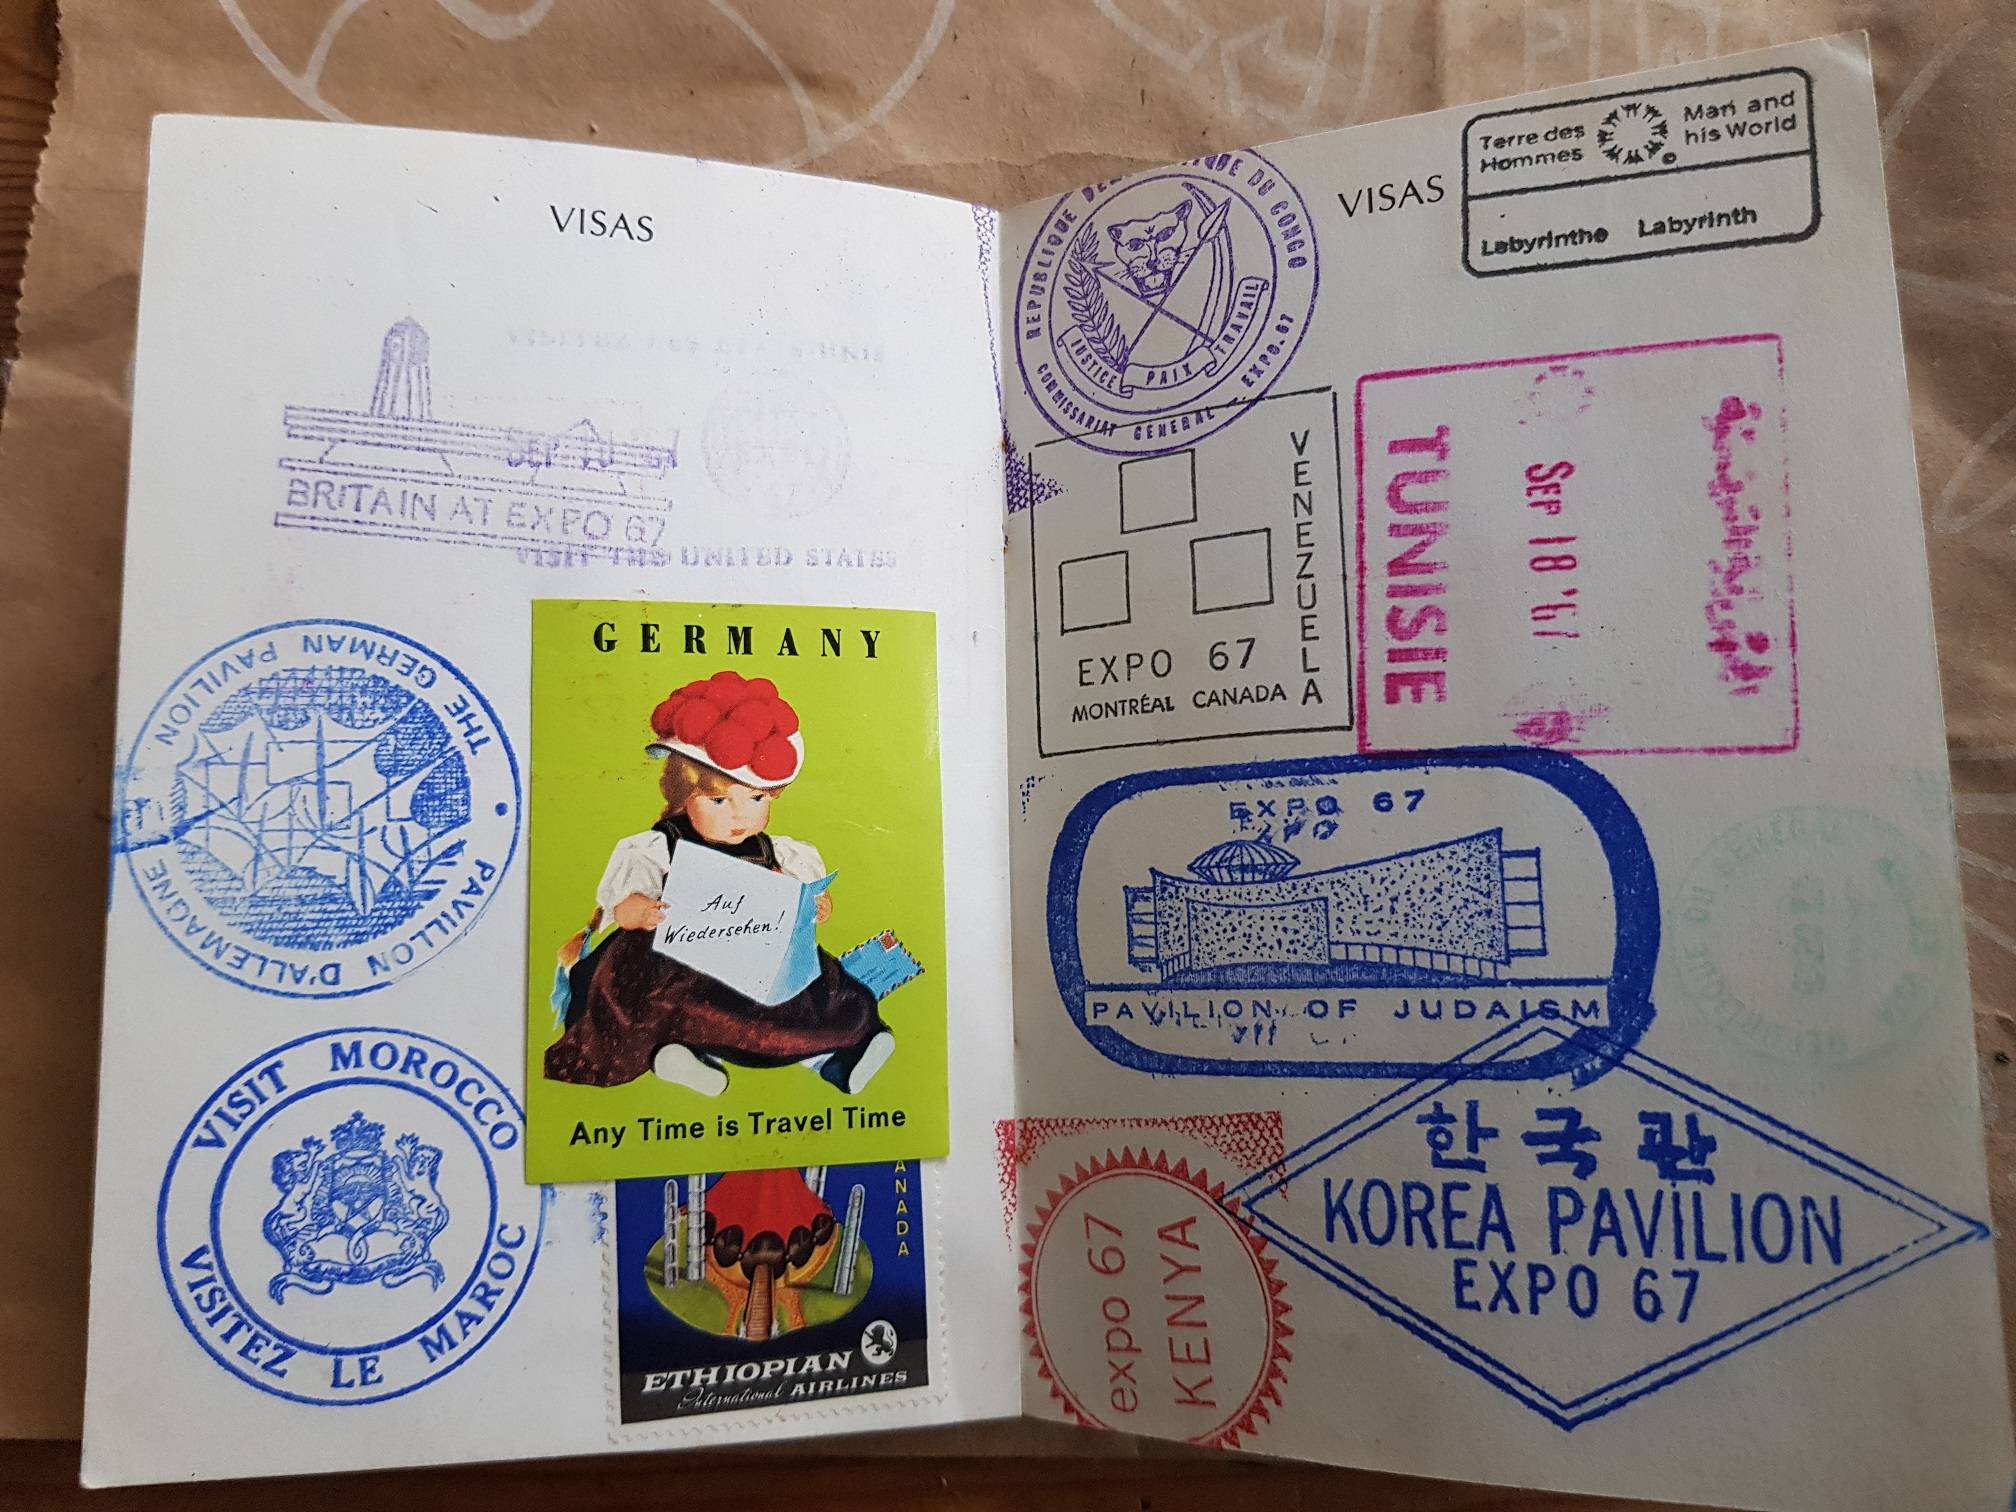 VISAS
BRITAIN AT EXPO 67
VISIT THE UNITED STATES
THE GERMAN PAVILION
PAVILLON D'ALLEMAGNE
GERMANY
Auf
Wiedersehen!
Any Time is Travel Time
VISIT MOROCCO
VISITEZ LE MAROC
ANADA
ETHIOPIAN
International AIRLINES
VISAS
Terre des
Hommes
Man and
his World
Labyrinthe Labyrinth
REPUBLIQUE DU CONGO
JUSTICE PAIX TRAVAIL
COMMISSARIAT GENERAL EXPO.67
VENEZUELA
EXPO 67
MONTRÉAL CANADA
TUNISIE
SEP 18 '67
EXPO 67
PAVILION OF JUDAISM
expo 67
KENYA
한국관
KOREA PAVILION
EXPO 67